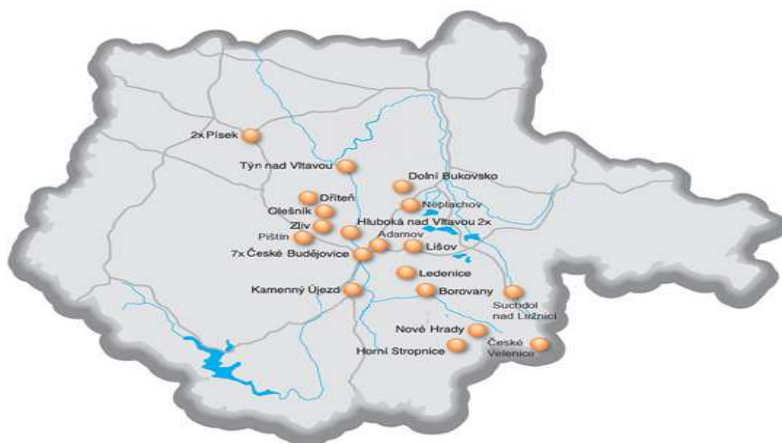 2x Písek
Týn nad Vltavou
Dolní Bukovsko
Dříteň
Neplachov
Olešník
Hluboká nad Vltavou 2x
Zliv
Adamov
Pištín
Lišov
7x České Budějovice
Ledenice
Kamenný Újezd
Borovany
Suchdol
nad Lužnicí
Nové Hrady
České
Velenice
Horní Stropnice